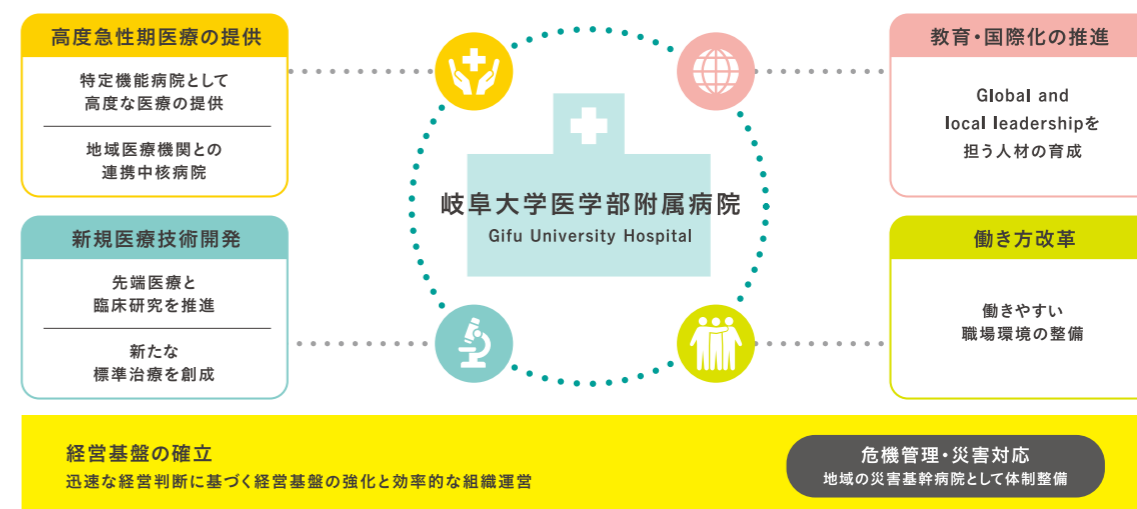 高度急性期医療の提供
特定機能病院として
高度な医療の提供
地域医療機関との
連携中核病院
新規医療技術開発
先端医療と
臨床研究を推進
新たな
標準治療を創成
岐阜大学医学部附属病院
Gifu University Hospital
教育・国際化の推進
Global and
local leadershipを
担う人材の育成
働き方改革
働きやすい
職場環境の整備
経営基盤の確立
迅速な経営判断に基づく経営基盤の強化と効率的な組織運営
危機管理・災害対応
地域の災害基幹病院として体制整備